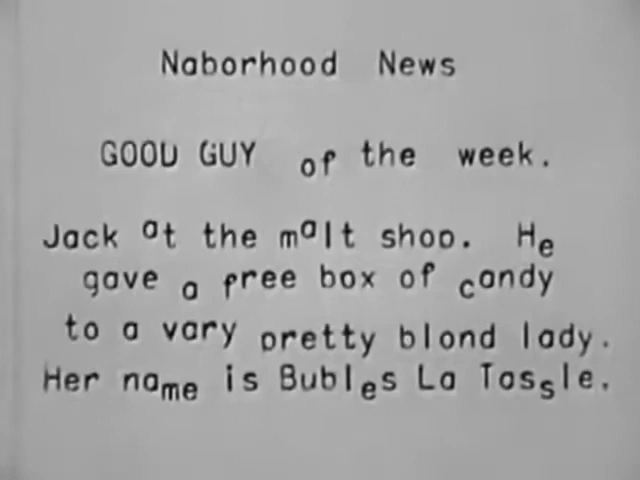 Naborhood News
GOOD GUY of the week.
Jack at the malt shop. He
gave a free box of candy
to a vary pretty blond lady.
Her name is Bubles La Tassle.